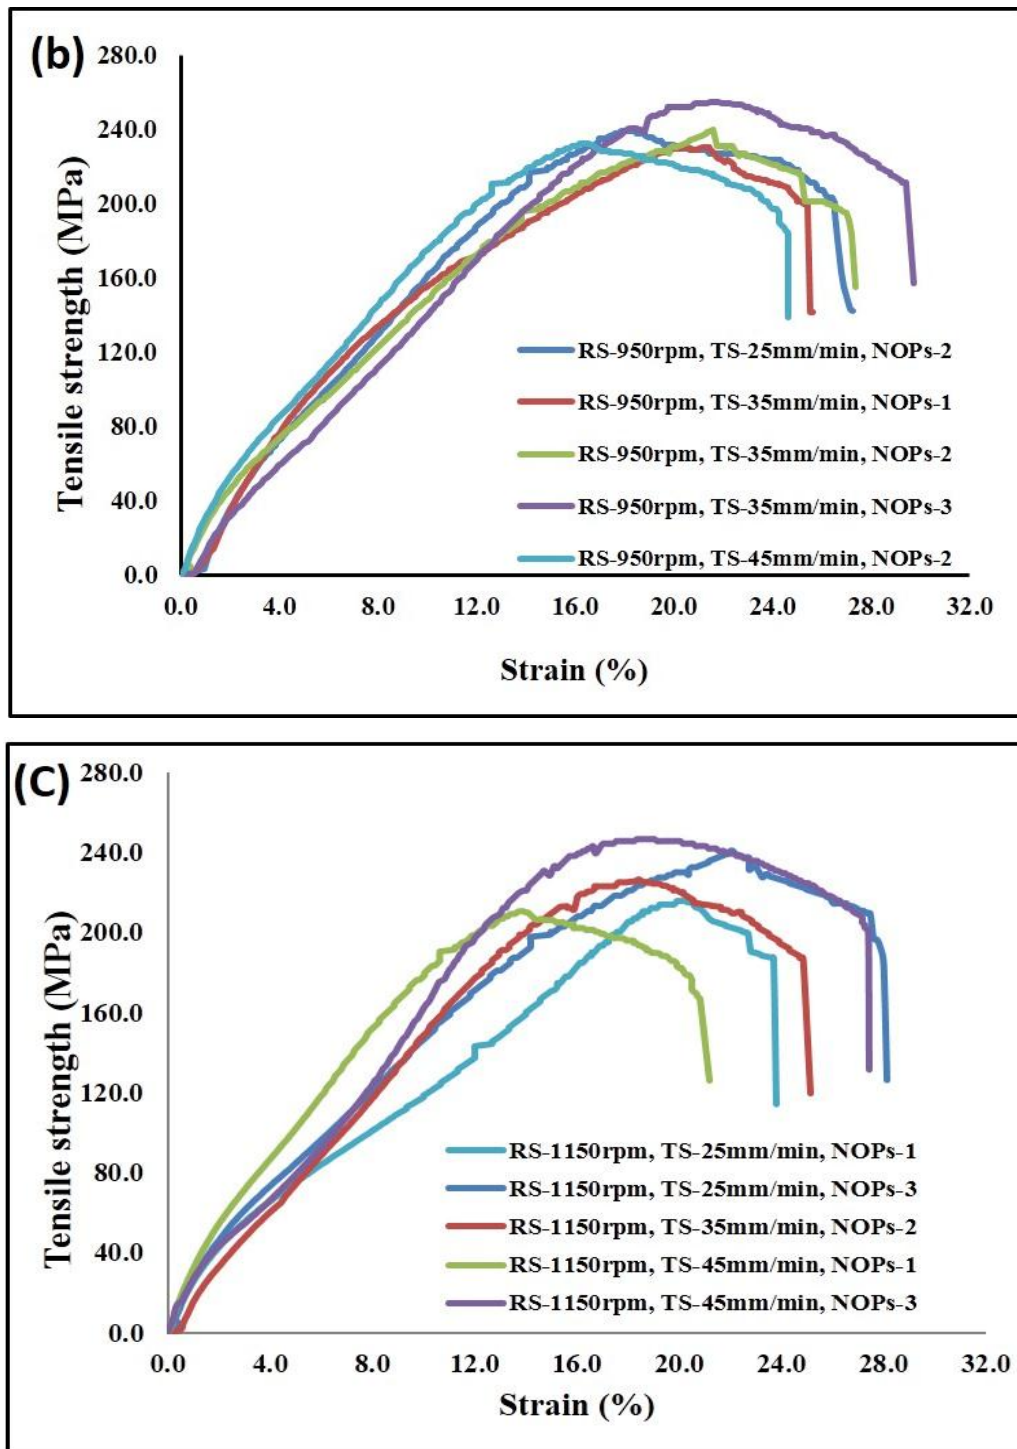 (b)
280.0
240.0
200.0
160.0
120.0
80.0
40.0
0.0
Tensile strength (MPa)
RS-950rpm, TS-25mm/min, NOPs-2
RS-950rpm, TS-35mm/min, NOPs-1
RS-950rpm, TS-35mm/min, NOPs-2
RS-950rpm, TS-35mm/min, NOPs-3
RS-950rpm, TS-45mm/min, NOPs-2
0.0 4.0 8.0 12.0 16.0 20.0 24.0 28.0 32.0
Strain (%)
(C)
280.0
240.0
200.0
160.0
120.0
80.0
40.0
0.0
Tensile strength (MPa)
RS-1150rpm, TS-25mm/min, NOPs-1
RS-1150rpm, TS-25mm/min, NOPs-3
RS-1150rpm, TS-35mm/min, NOPs-2
RS-1150rpm, TS-45mm/min, NOPs-1
RS-1150rpm, TS-45mm/min, NOPs-3
0.0 4.0 8.0 12.0 16.0 20.0 24.0 28.0 32.0
Strain (%)